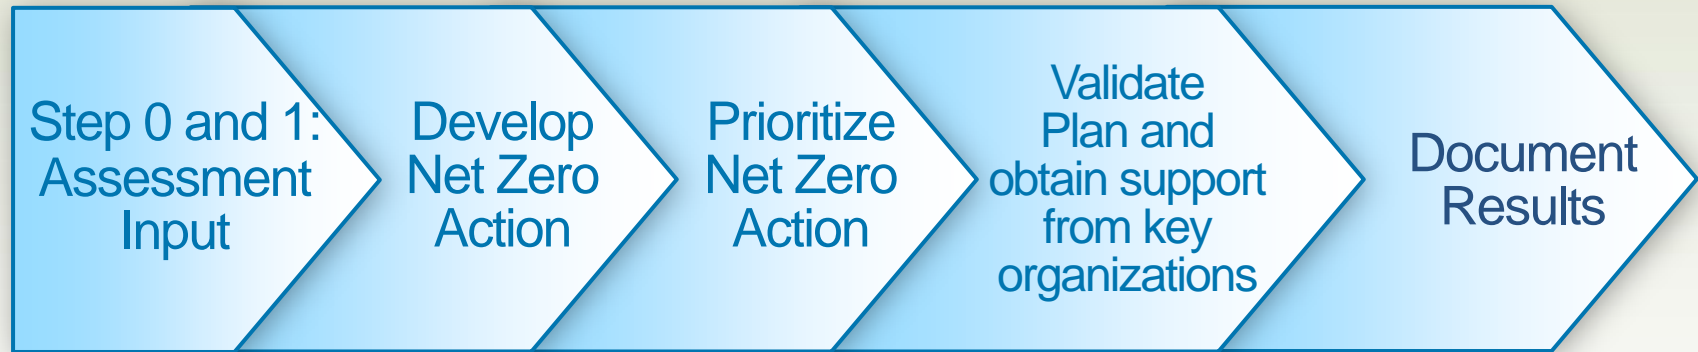 Step 0 and 1:
Assessment
Input
Develop
Net Zero
Action
Prioritize
Net Zero
Action
Validate
Plan and
obtain support
from key
organizations
Document
Results